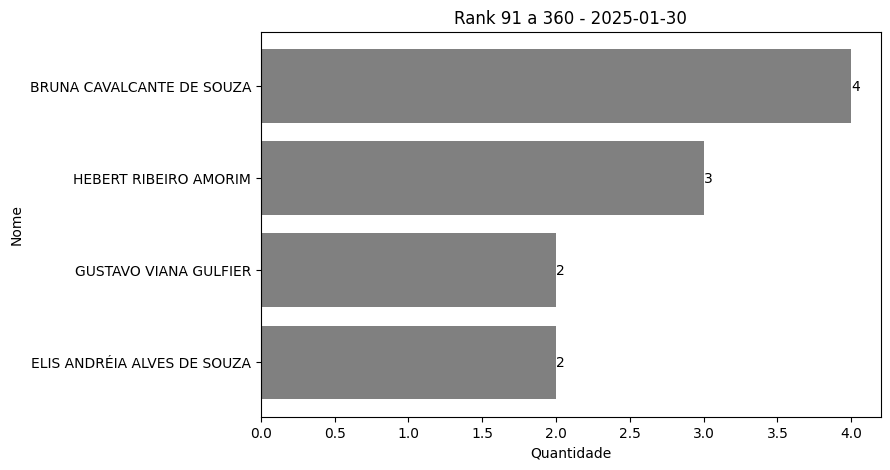 Rank 91 a 360 - 2025-01-30
BRUNA CAVALCANTE DE SOUZA
4
HEBERT RIBEIRO AMORIM
3
GUSTAVO VIANA GULFIER
2
ELIS ANDRÉIA ALVES DE SOUZA
2
Nome
0.0 0.5 1.0 1.5 2.0 2.5 3.0 3.5 4.0
Quantidade